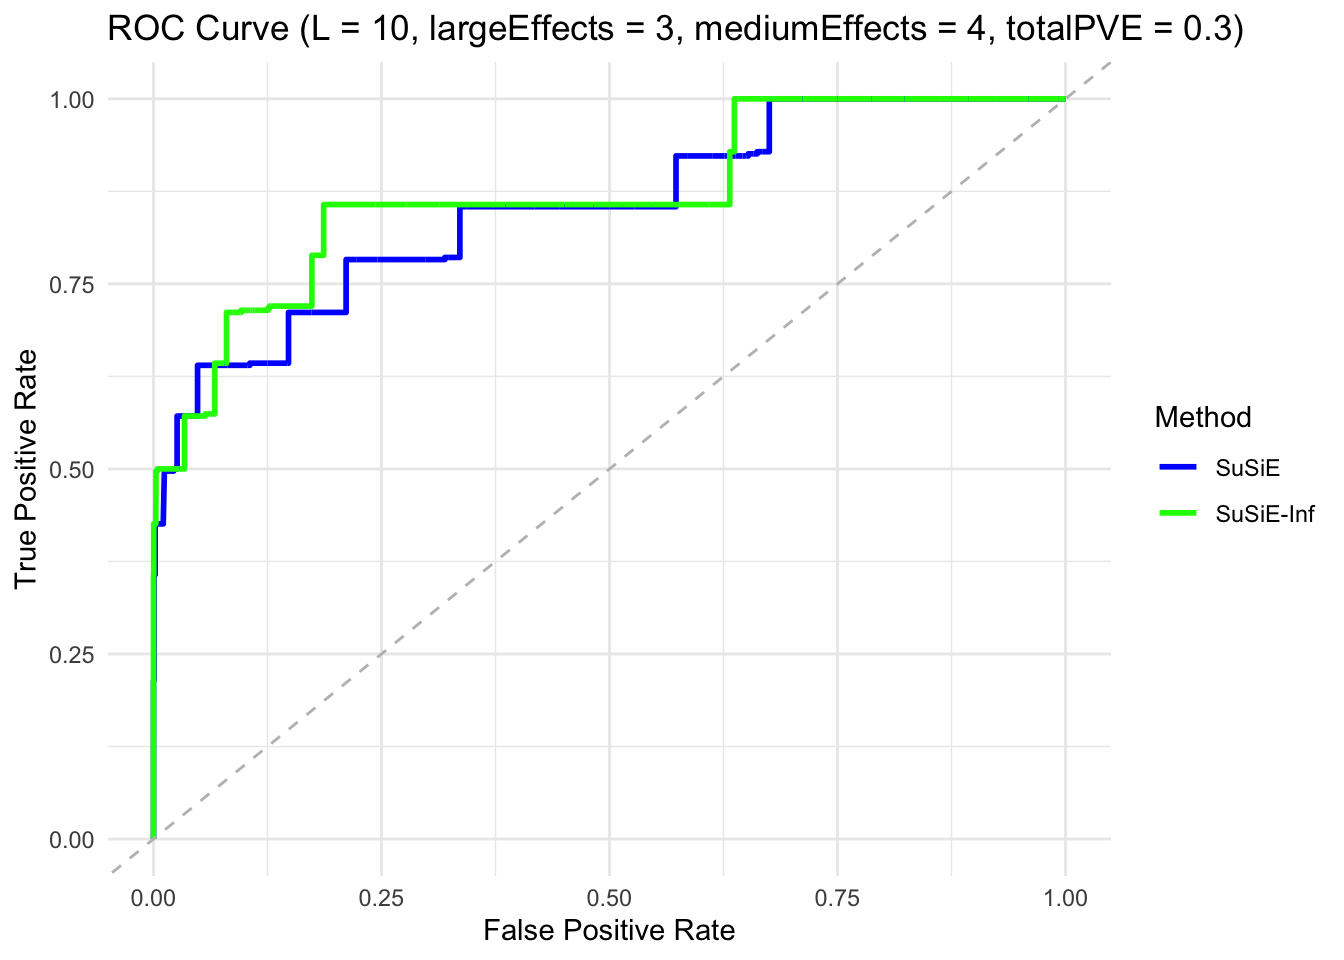 ROC Curve (L = 10, largeEffects = 3, mediumEffects = 4, totalPVE = 0.3)
True Positive Rate
1.00
0.75
0.50
0.25
0.00
0.00 0.25 0.50 0.75 1.00
False Positive Rate
Method
SuSiE
SuSiE-Inf